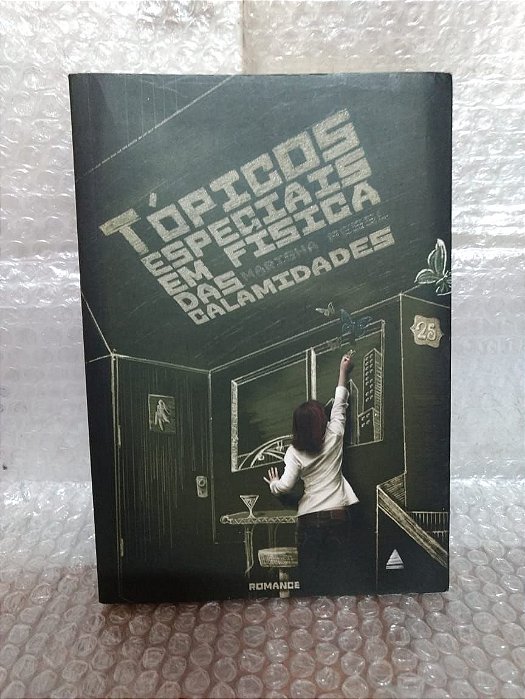 TÓPICOS
ESPECIAIS
EM FÍSICA
DAS MARISHA PESSL
CALAMIDADES
25
ROMANCE